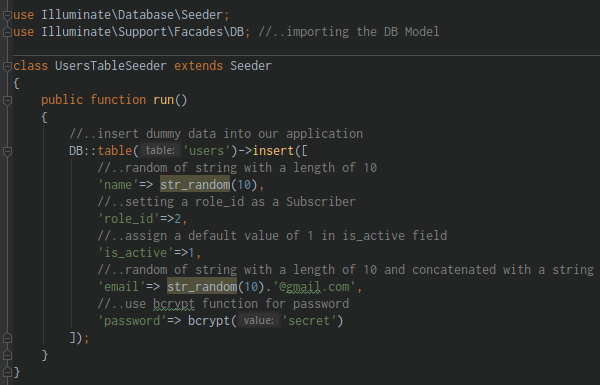 use Illuminate\Database\Seeder;
use Illuminate\Support\Facades\DB; //..importing the DB Model
class UsersTableSeeder extends Seeder
{
    public function run()
    {
        //..insert dummy data into our application
        DB::table( table: 'users')->insert([
            //..random of string with a length of 10
            'name'=> str_random(10),
            //..setting a role_id as a Subscriber
            'role_id'=>2,
            //..assign a default value of 1 in is_active field
            'is_active'=>1,
            //..random of string with a length of 10 and concatenated with a string
            'email'=> str_random(10).'@gmail.com',
            //..use bcrypt function for password
            'password'=> bcrypt( value: 'secret')
        ]);
    }
}